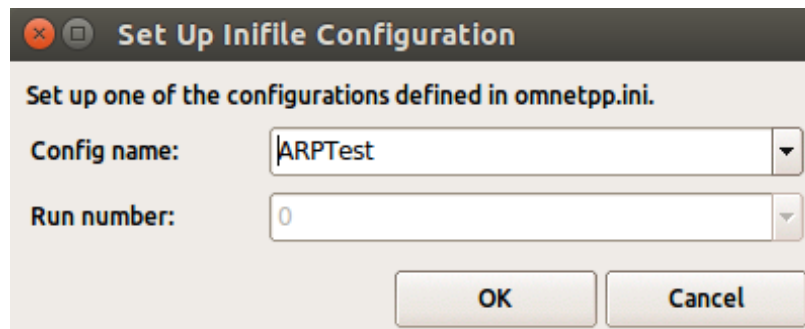 Set Up Inifile Configuration
Set up one of the configurations defined in omnetpp.ini.
Config name: ARPTest
Run number: 0
OK Cancel